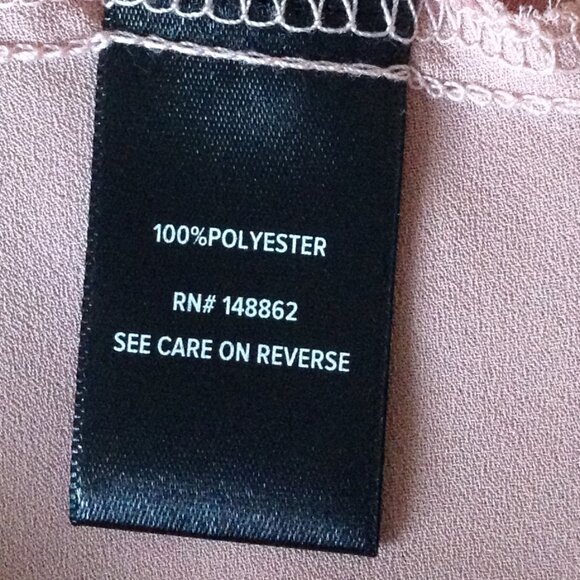 100%POLYESTER
RN# 148862
SEE CARE ON REVERSE